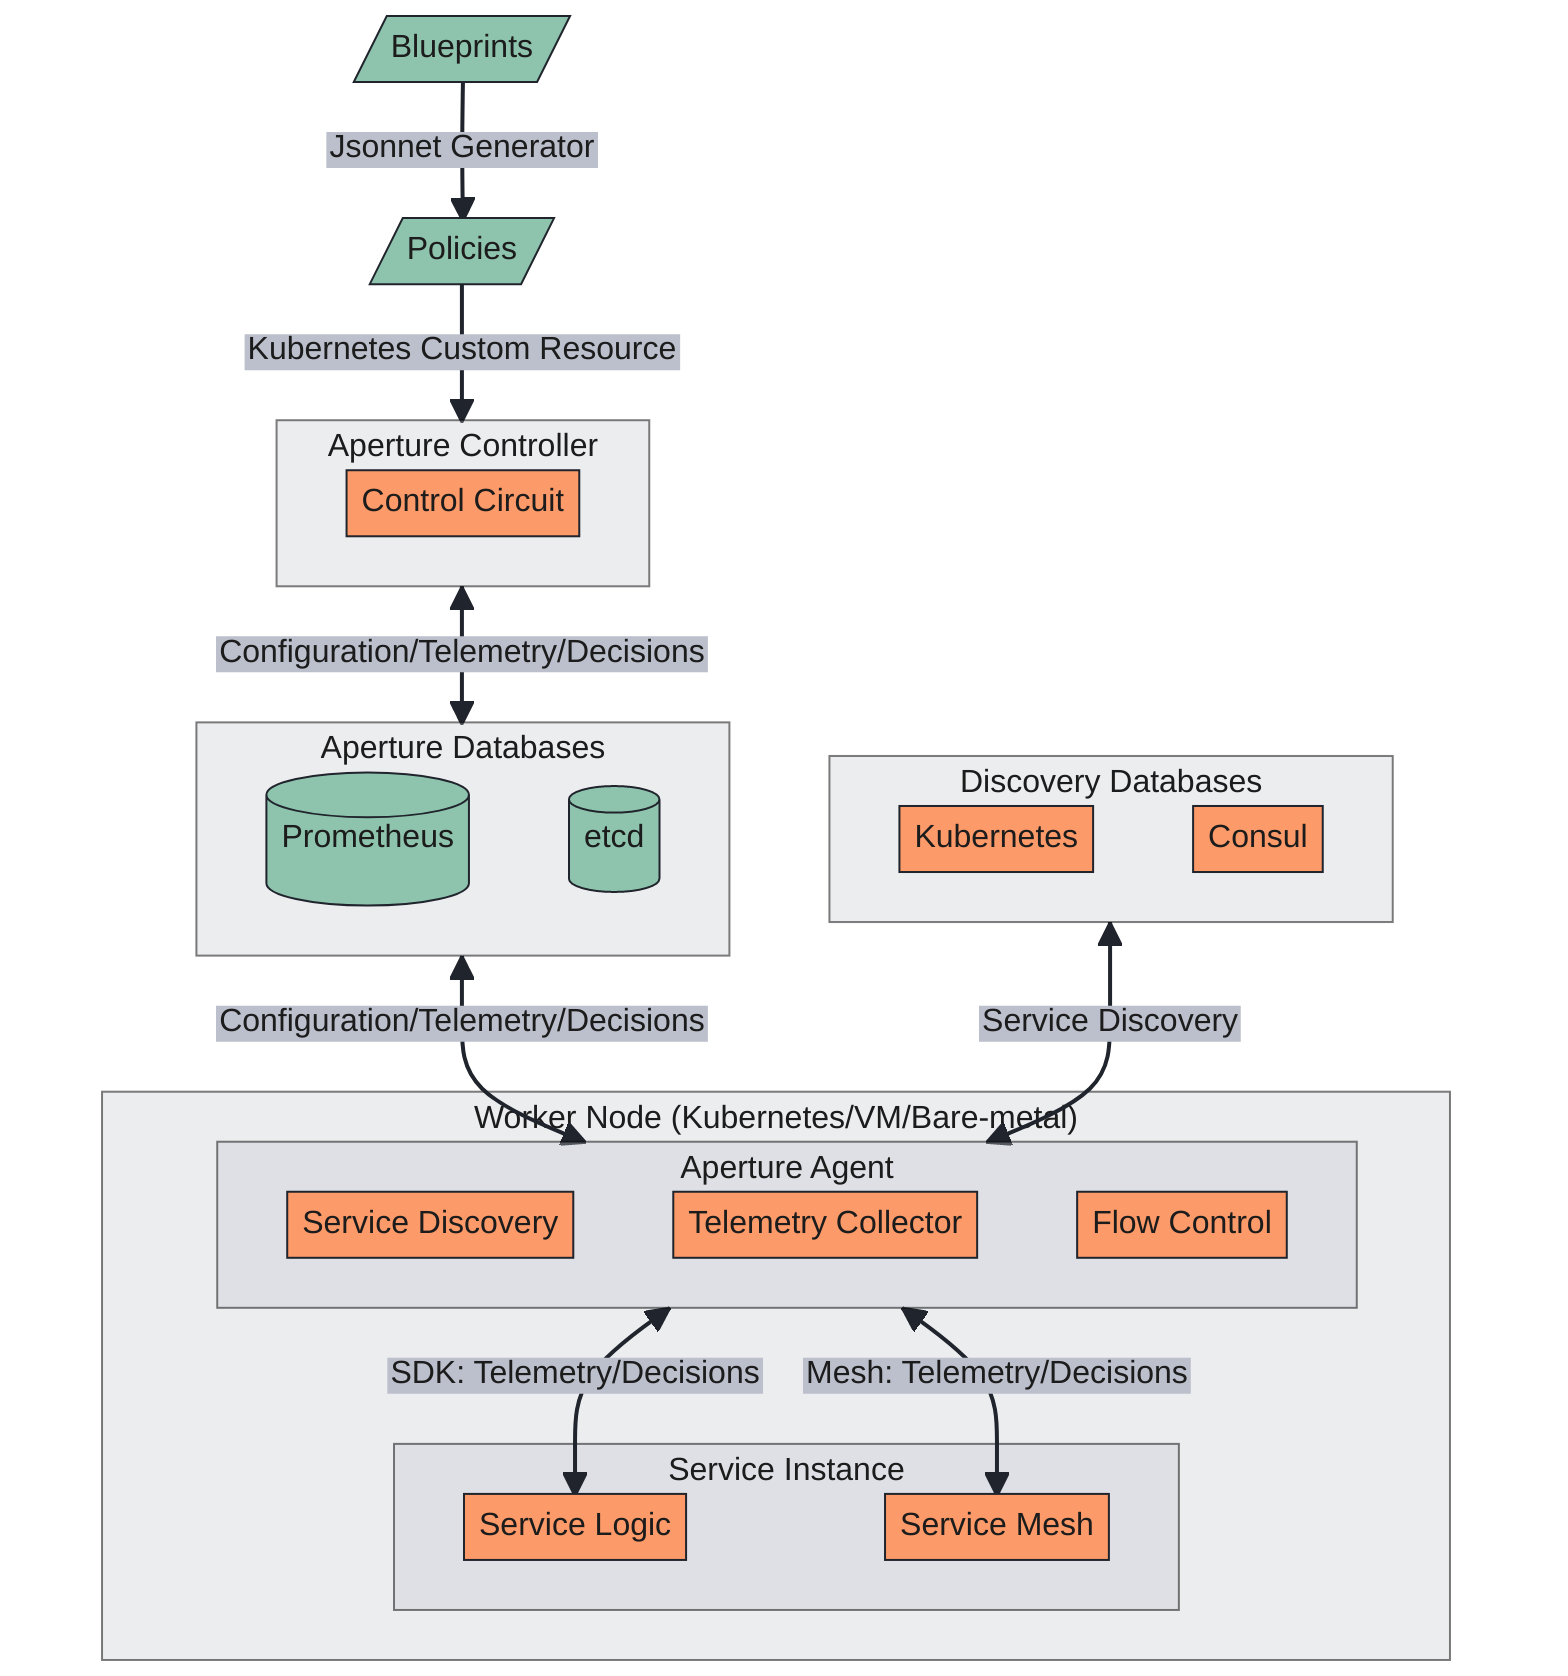 Blueprints
Jsonnet Generator
Policies
Kubernetes Custom Resource
Aperture Controller
Control Circuit
Configuration/Telemetry/Decisions
Aperture Databases
Prometheus
etcd
Discovery Databases
Kubernetes
Consul
Configuration/Telemetry/Decisions
Service Discovery
Worker Node (Kubernetes/VM/Bare-metal)
Aperture Agent
Service Discovery
Telemetry Collector
Flow Control
SDK: Telemetry/Decisions
Mesh: Telemetry/Decisions
Service Instance
Service Logic
Service Mesh